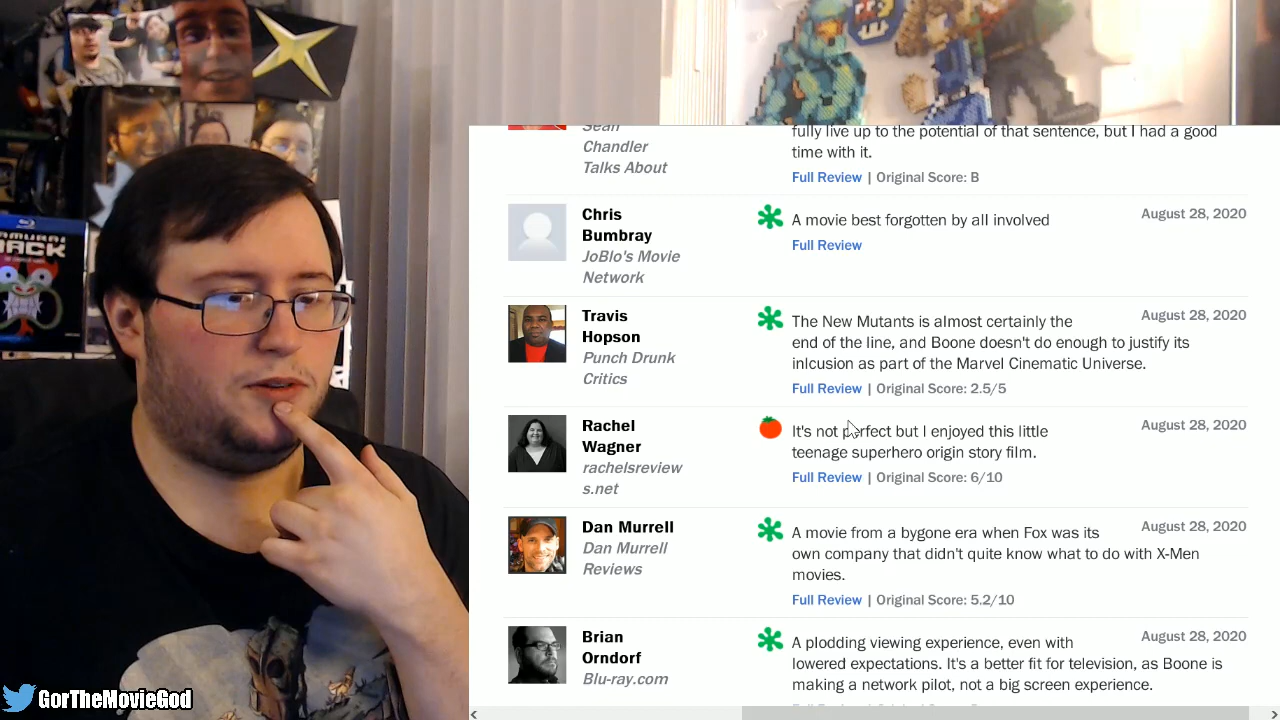 SAMURAI
JACK
Sean
Chandler
Talks About
fully live up to the potential of that sentence, but I had a good
time with it.
Full Review | Original Score: B
Chris
Bumbray
JoBlo's Movie
Network
A movie best forgotten by all involved
August 28, 2020
Full Review
Travis
Hopson
Punch Drunk
Critics
The New Mutants is almost certainly the
August 28, 2020
end of the line, and Boone doesn't do enough to justify its
inlcusion as part of the Marvel Cinematic Universe.
Full Review | Original Score: 2.5/5
Rachel
Wagner
rachelsreview
s.net
It's not perfect but I enjoyed this little
August 28, 2020
teenage superhero origin story film.
Full Review | Original Score: 6/10
Dan Murrell
Dan Murrell
Reviews
A movie from a bygone era when Fox was its
August 28, 2020
own company that didn't quite know what to do with X-Men
movies.
Full Review | Original Score: 5.2/10
Brian
Orndorf
Blu-ray.com
A plodding viewing experience, even with
August 28, 2020
lowered expectations. It's a better fit for television, as Boone is
making a network pilot, not a big screen experience.
GorTheMovieGod